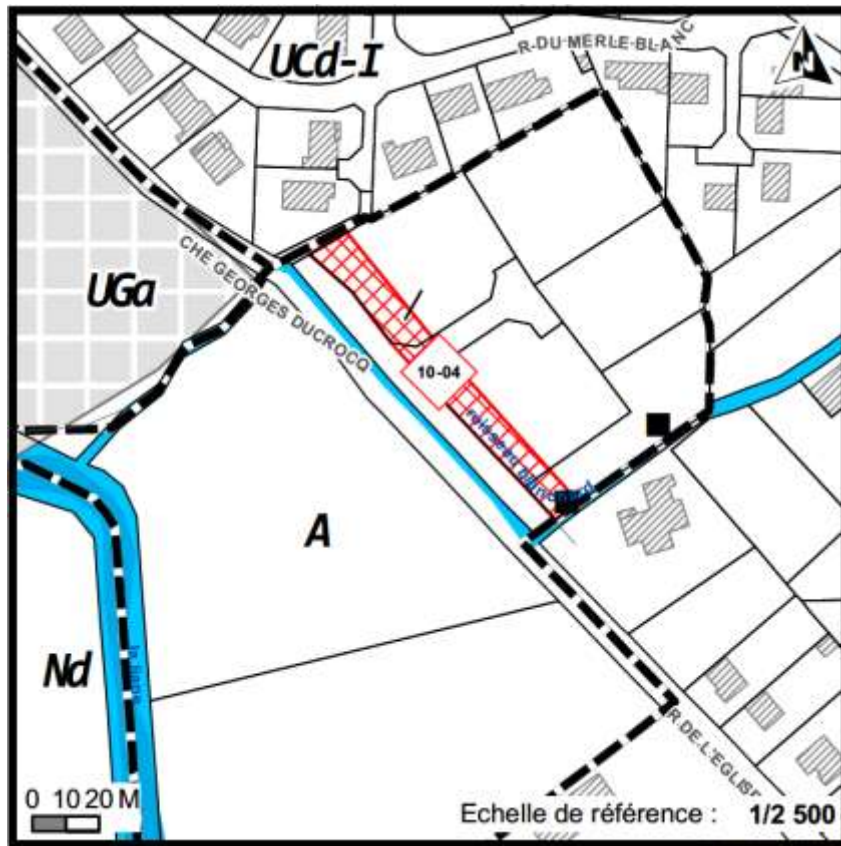 R DU MERLE BLANC
UCd-I
N
CHE GEORGES DUCROCQ
UGa
10-04
ruisseau
A
Nd
R DE L'EGLISE
0 10 20 M
Echelle de référence : 1/2 500